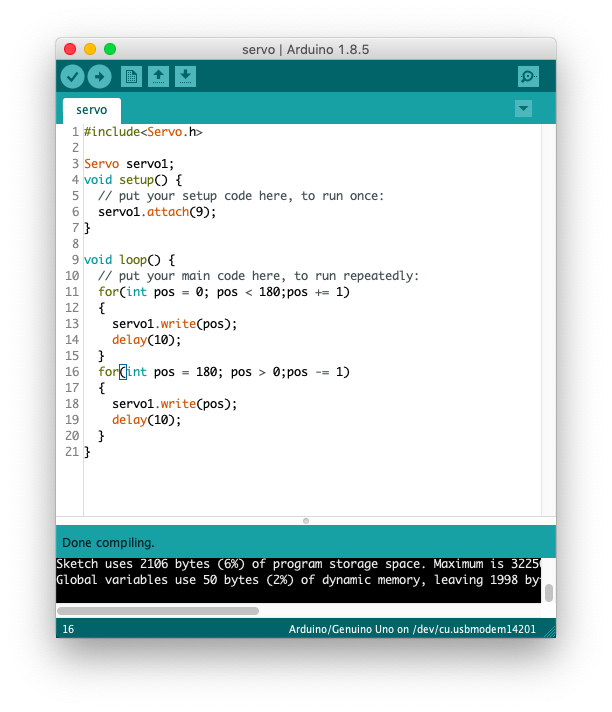 servo | Arduino 1.8.5
servo
1 #include<Servo.h>
2
3 Servo servo1;
4 void setup() {
5   // put your setup code here, to run once:
6   servo1.attach(9);
7 }
8
9 void loop() {
10   // put your main code here, to run repeatedly:
11   for(int pos = 0; pos < 180;pos += 1)
12   {
13     servo1.write(pos);
14     delay(10);
15   }
16   for(int pos = 180; pos > 0;pos -= 1)
17   {
18     servo1.write(pos);
19     delay(10);
20   }
21 }
Done compiling.
Sketch uses 2106 bytes (6%) of program storage space. Maximum is 3225
Global variables use 50 bytes (2%) of dynamic memory, leaving 1998 by
16 Arduino/Genuino Uno on /dev/cu.usbmodem14201